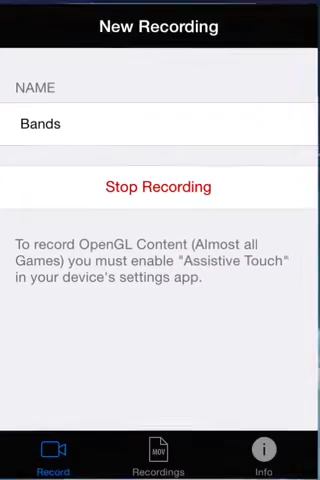 New Recording
NAME
Bands
Stop Recording
To record OpenGL Content (Almost all
Games) you must enable "Assistive Touch"
in your device's settings app.
MOV
Record
Recordings
Info